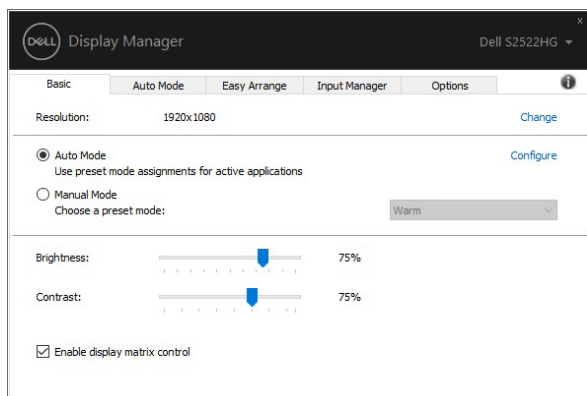 DELL Display Manager Dell S2522HG
Basic Auto Mode Easy Arrange Input Manager Options
Resolution: 1920x1080 Change
Auto Mode Configure
Use preset mode assignments for active applications
Manual Mode
Choose a preset mode: Warm
Brightness: 75%
Contrast: 75%
Enable display matrix control